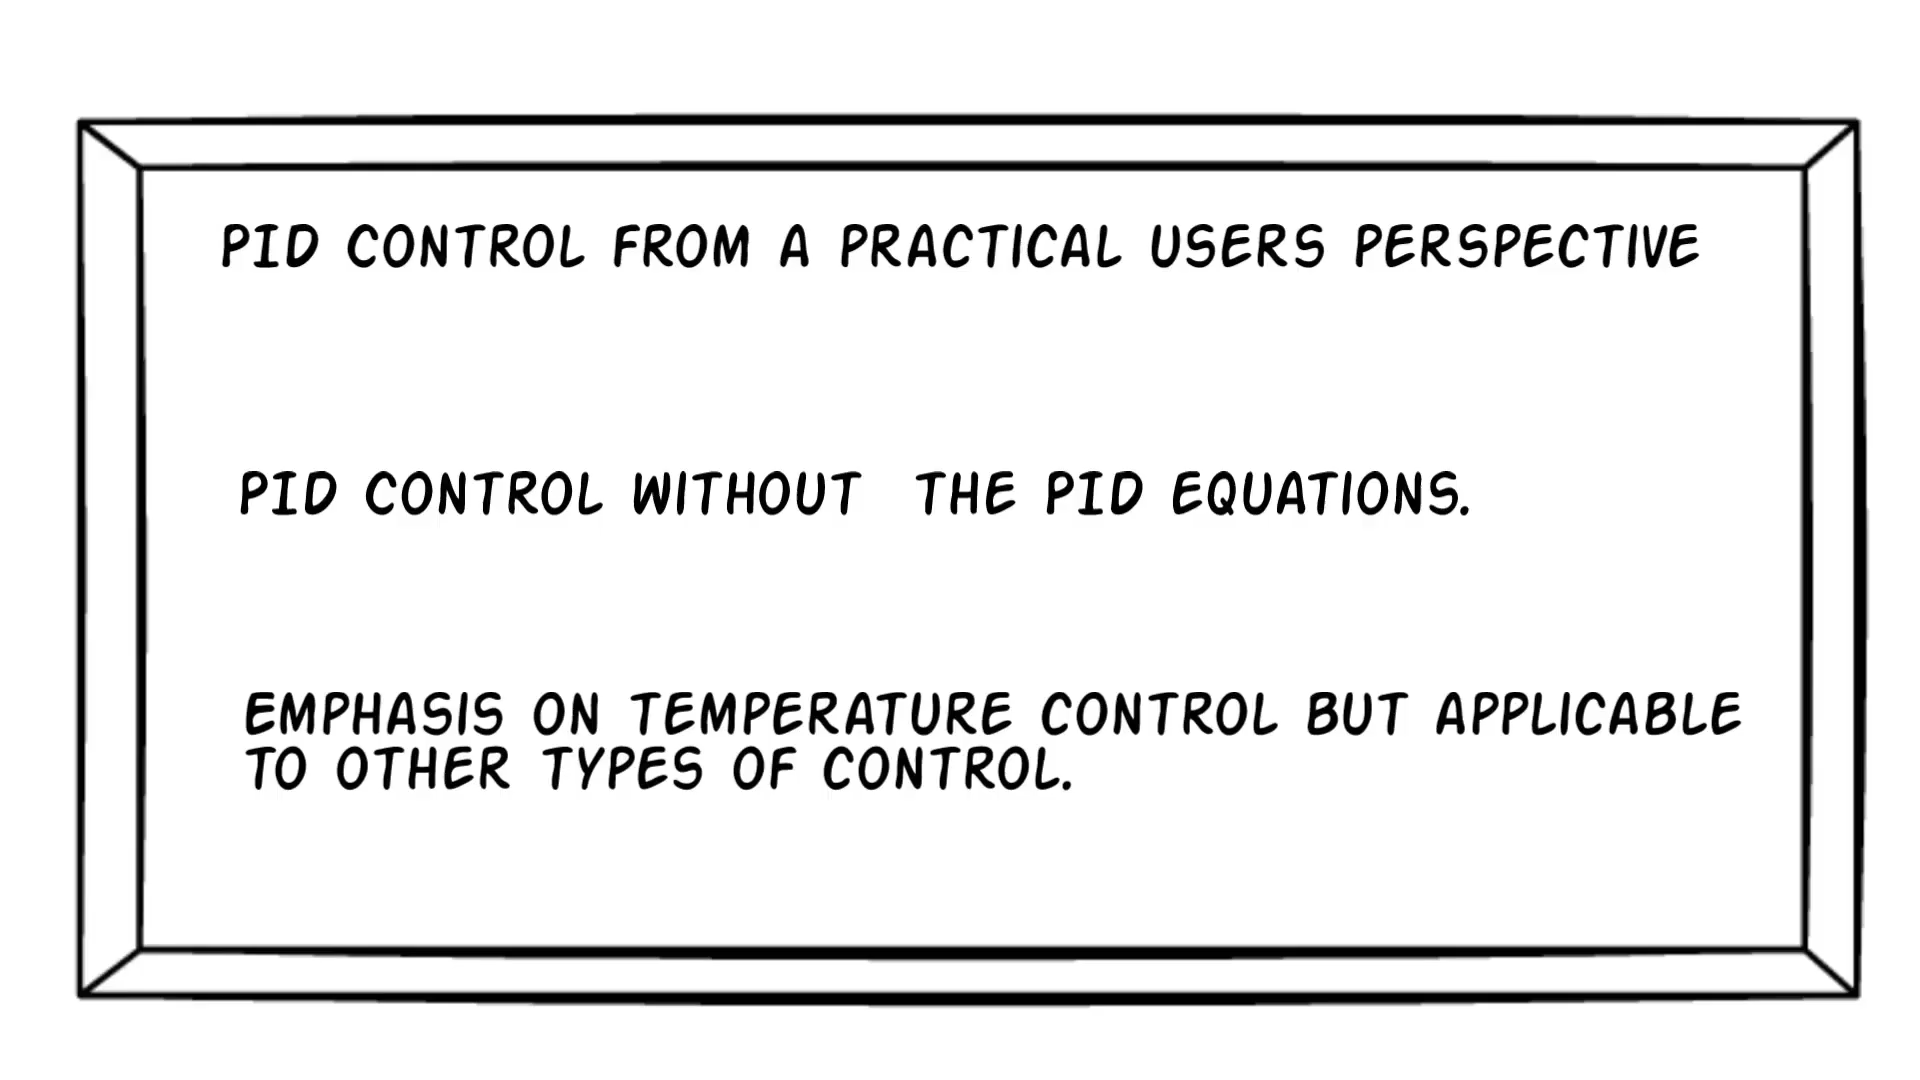 PID CONTROL FROM A PRACTICAL USERS PERSPECTIVE
PID CONTROL WITHOUT THE PID EQUATIONS.
EMPHASIS ON TEMPERATURE CONTROL BUT APPLICABLE
TO OTHER TYPES OF CONTROL.